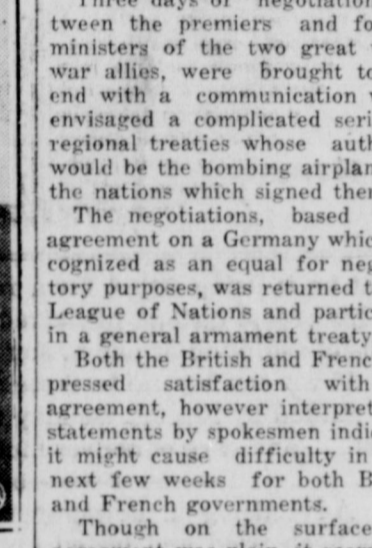 Three days of negotiation
tween the premiers and fo
ministers of the two great
war allies, were brought to
end with a communication
envisaged a complicated seri
regional treaties whose auth
would be the bombing airplan
the nations which signed ther
The negotiations, based
agreement on a Germany whic
cognized as an equal for neg
tory purposes, was returned t
League of Nations and partic
in a general armament treaty
Both the British and Frenc
pressed satisfaction with
agreement, however interpret
statements by spokesmen indi
it might cause difficulty in
next few weeks for both B
and French governments.
Though on the surface